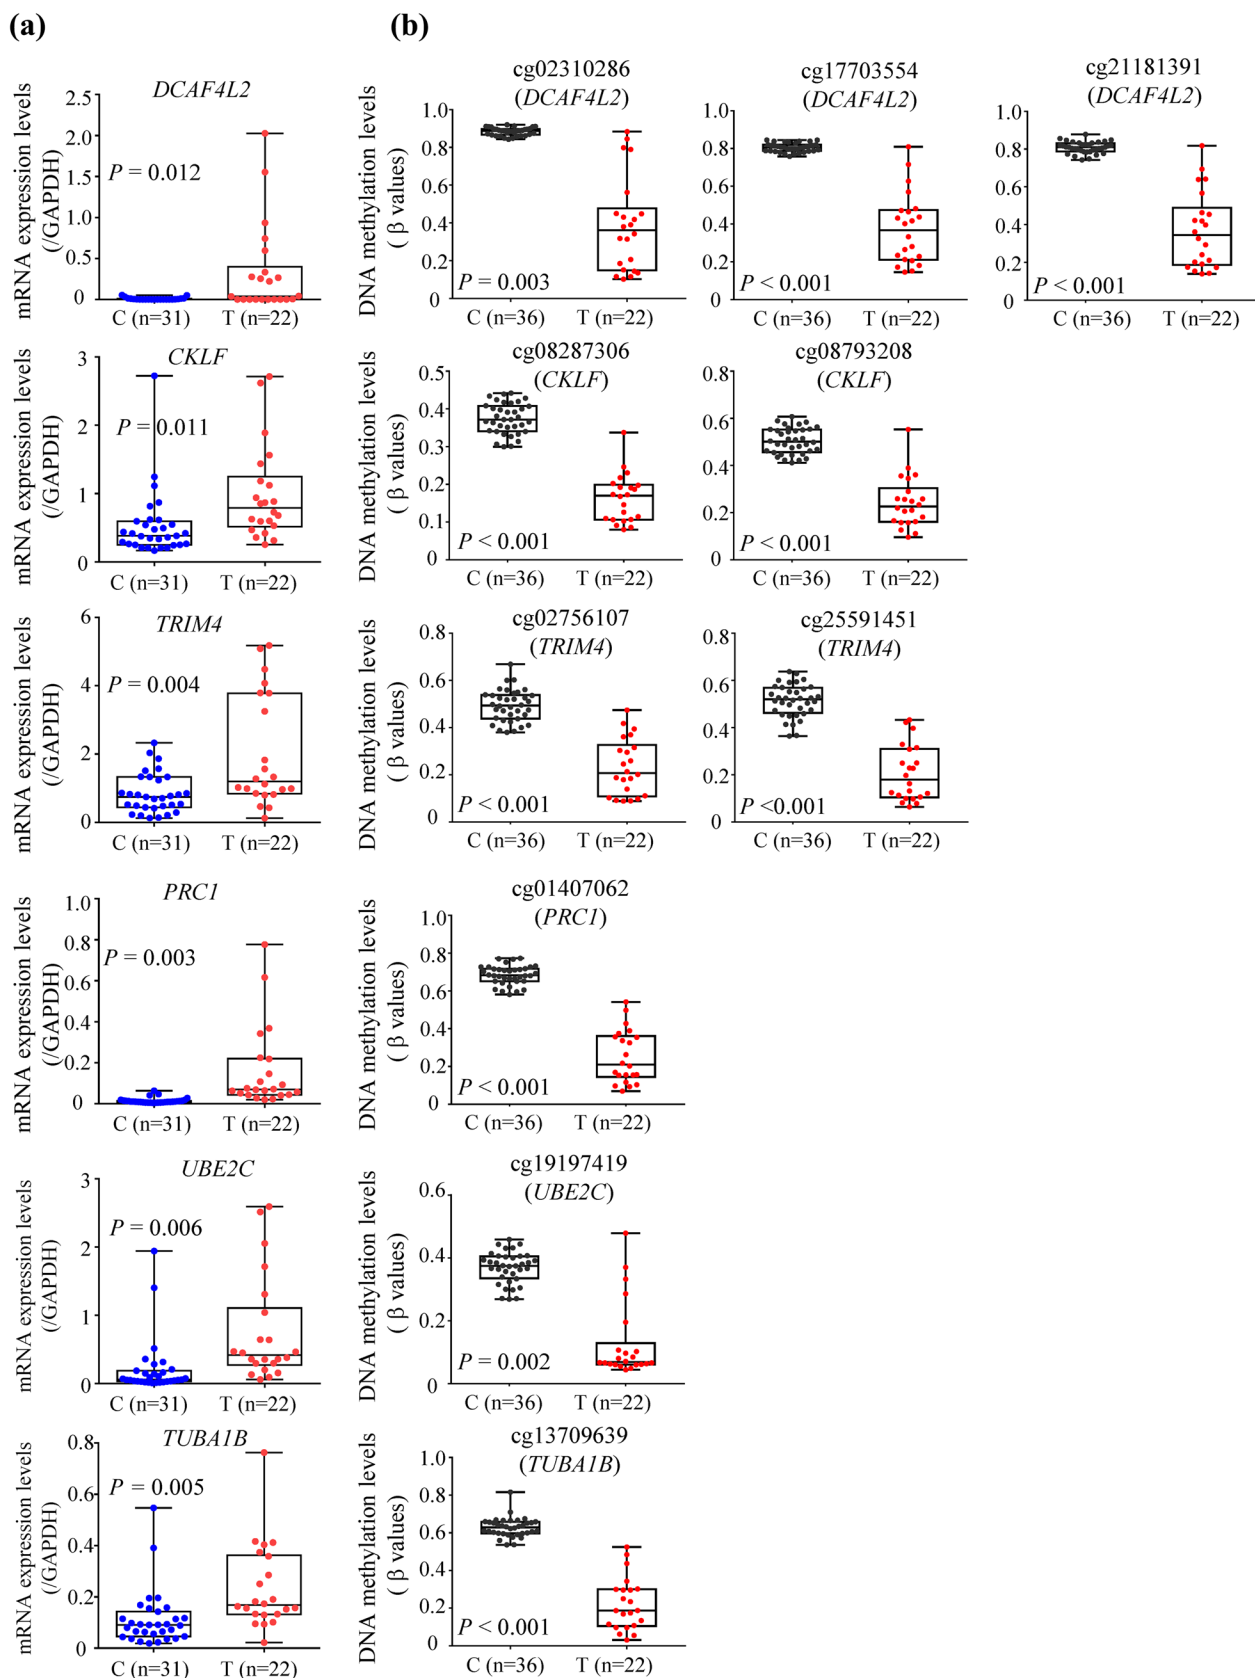 (a)
(b)
DCAF4L2
mRNA expression levels
(/GAPDH)
2.5
2.0
1.5
1.0
0.5
0
P = 0.012
C (n=31)
T (n=22)
cg02310286
(DCAF4L2)
DNA methylation levels
( β values)
1.0
0.8
0.6
0.4
0.2
0
P = 0.003
C (n=36)
T (n=22)
cg17703554
(DCAF4L2)
1.0
0.8
0.6
0.4
0.2
0
P < 0.001
C (n=36)
T (n=22)
cg21181391
(DCAF4L2)
1.0
0.8
0.6
0.4
0.2
0
P < 0.001
C (n=36)
T (n=22)
CKLF
mRNA expression levels
(/GAPDH)
3
2
1
0
P = 0.011
C (n=31)
T (n=22)
cg08287306
(CKLF)
DNA methylation levels
( β values)
0.5
0.4
0.3
0.2
0.1
0
P < 0.001
C (n=36)
T (n=22)
cg08793208
(CKLF)
0.8
0.6
0.4
0.2
0
P < 0.001
C (n=36)
T (n=22)
TRIM4
mRNA expression levels
(/GAPDH)
6
4
2
0
P = 0.004
C (n=31)
T (n=22)
cg02756107
(TRIM4)
DNA methylation levels
( β values)
0.8
0.6
0.4
0.2
0
P < 0.001
C (n=36)
T (n=22)
cg25591451
(TRIM4)
0.8
0.6
0.4
0.2
0
P <0.001
C (n=36)
T (n=22)
PRC1
mRNA expression levels
(/GAPDH)
1.0
0.8
0.6
0.4
0.2
0
P = 0.003
C (n=31)
T (n=22)
cg01407062
(PRC1)
DNA methylation levels
( β values)
1.0
0.8
0.6
0.4
0.2
0
P < 0.001
C (n=36)
T (n=22)
UBE2C
mRNA expression levels
(/GAPDH)
3
2
1
0
P = 0.006
C (n=31)
T (n=22)
cg19197419
(UBE2C)
DNA methylation levels
( β values)
0.6
0.4
0.2
0
P = 0.002
C (n=36)
T (n=22)
TUBA1B
mRNA expression levels
(/GAPDH)
0.8
0.6
0.4
0.2
0
P = 0.005
C (n=31)
T (n=22)
cg13709639
(TUBA1B)
DNA methylation levels
( β values)
1.0
0.8
0.6
0.4
0.2
0
P < 0.001
C (n=36)
T (n=22)